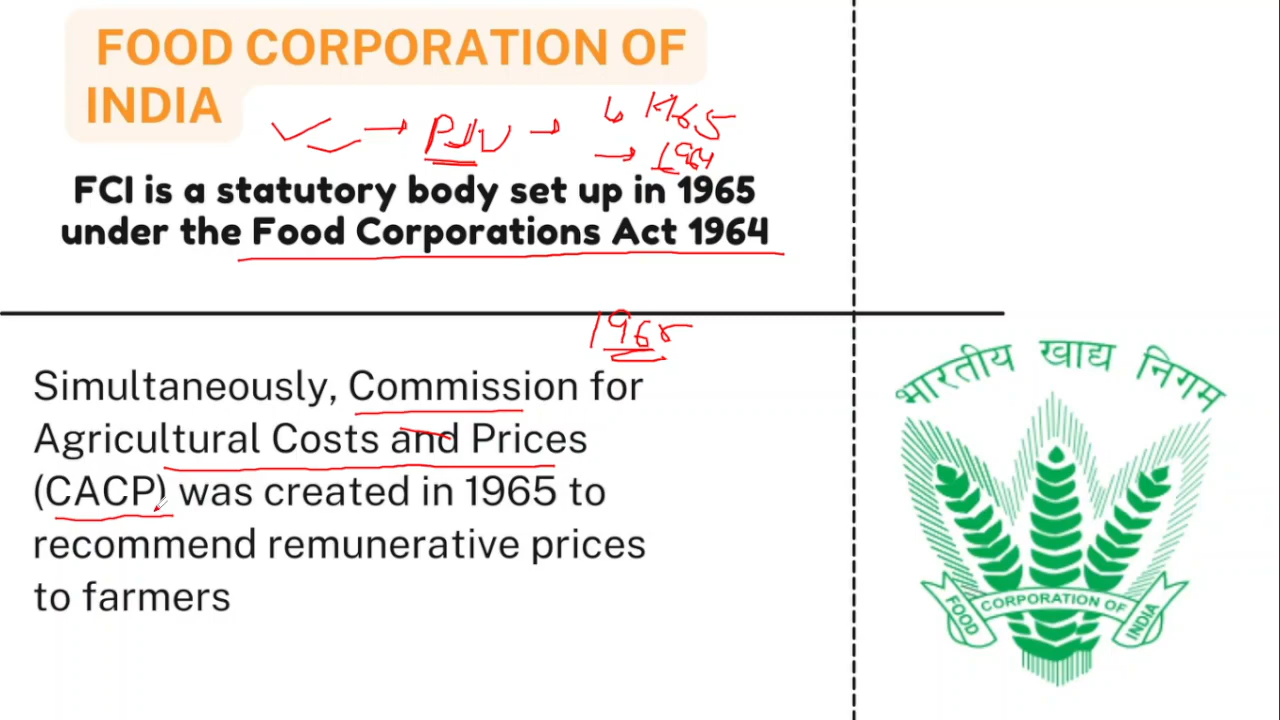 FOOD CORPORATION OF
INDIA
1965
1964
FCI is a statutory body set up in 1965
under the Food Corporations Act 1964
1965
Simultaneously, Commission for
Agricultural Costs and Prices
(CACP) was created in 1965 to
recommend remunerative prices
to farmers
भारतीय खाद्य निगम
FOOD CORPORATION OF INDIA